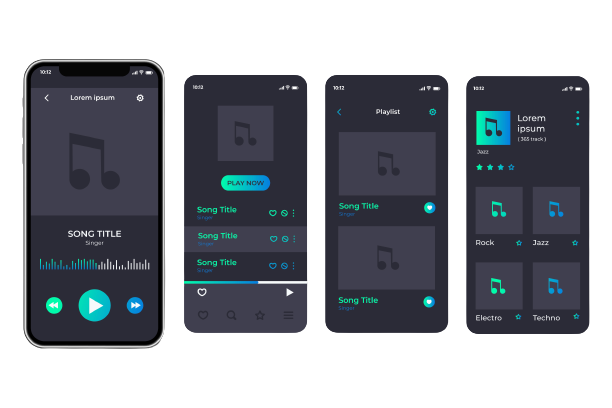 10:12
Lorem ipsum
SONG TITLE
Singer
10:12
PLAY NOW
Song Title
Singer
Song Title
Singer
Song Title
Singer
10:12
Playlist
Song Title
Singer
Song Title
Singer
10:12
Lorem
ipsum
( 365 track )
Jazz
Rock
Jazz
Electro
Techno